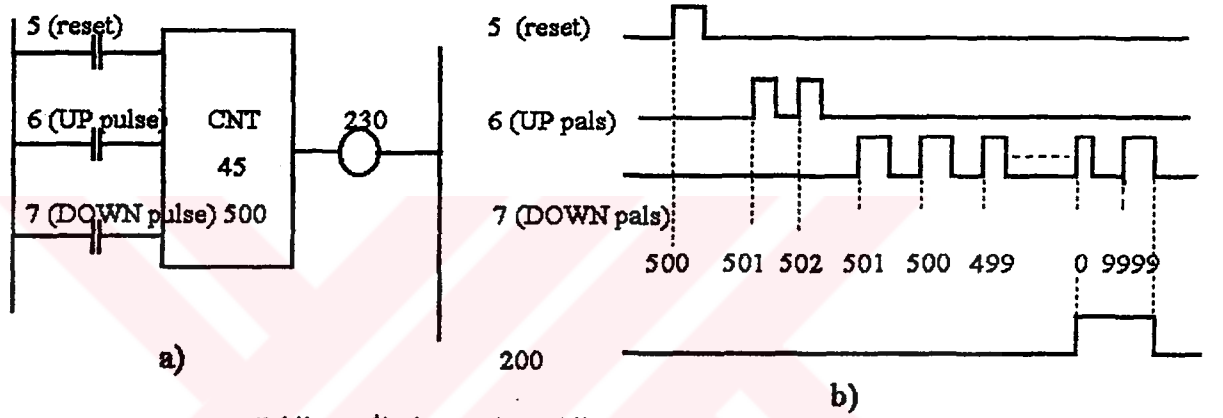 5 (reset)
6 (UP pulse)
7 (DOWN pulse) 500
CNT
45
230
a)
5 (reset)
6 (UP pals)
7 (DOWN pals)
500 501 502 501 500 499 0 9999
200
b)